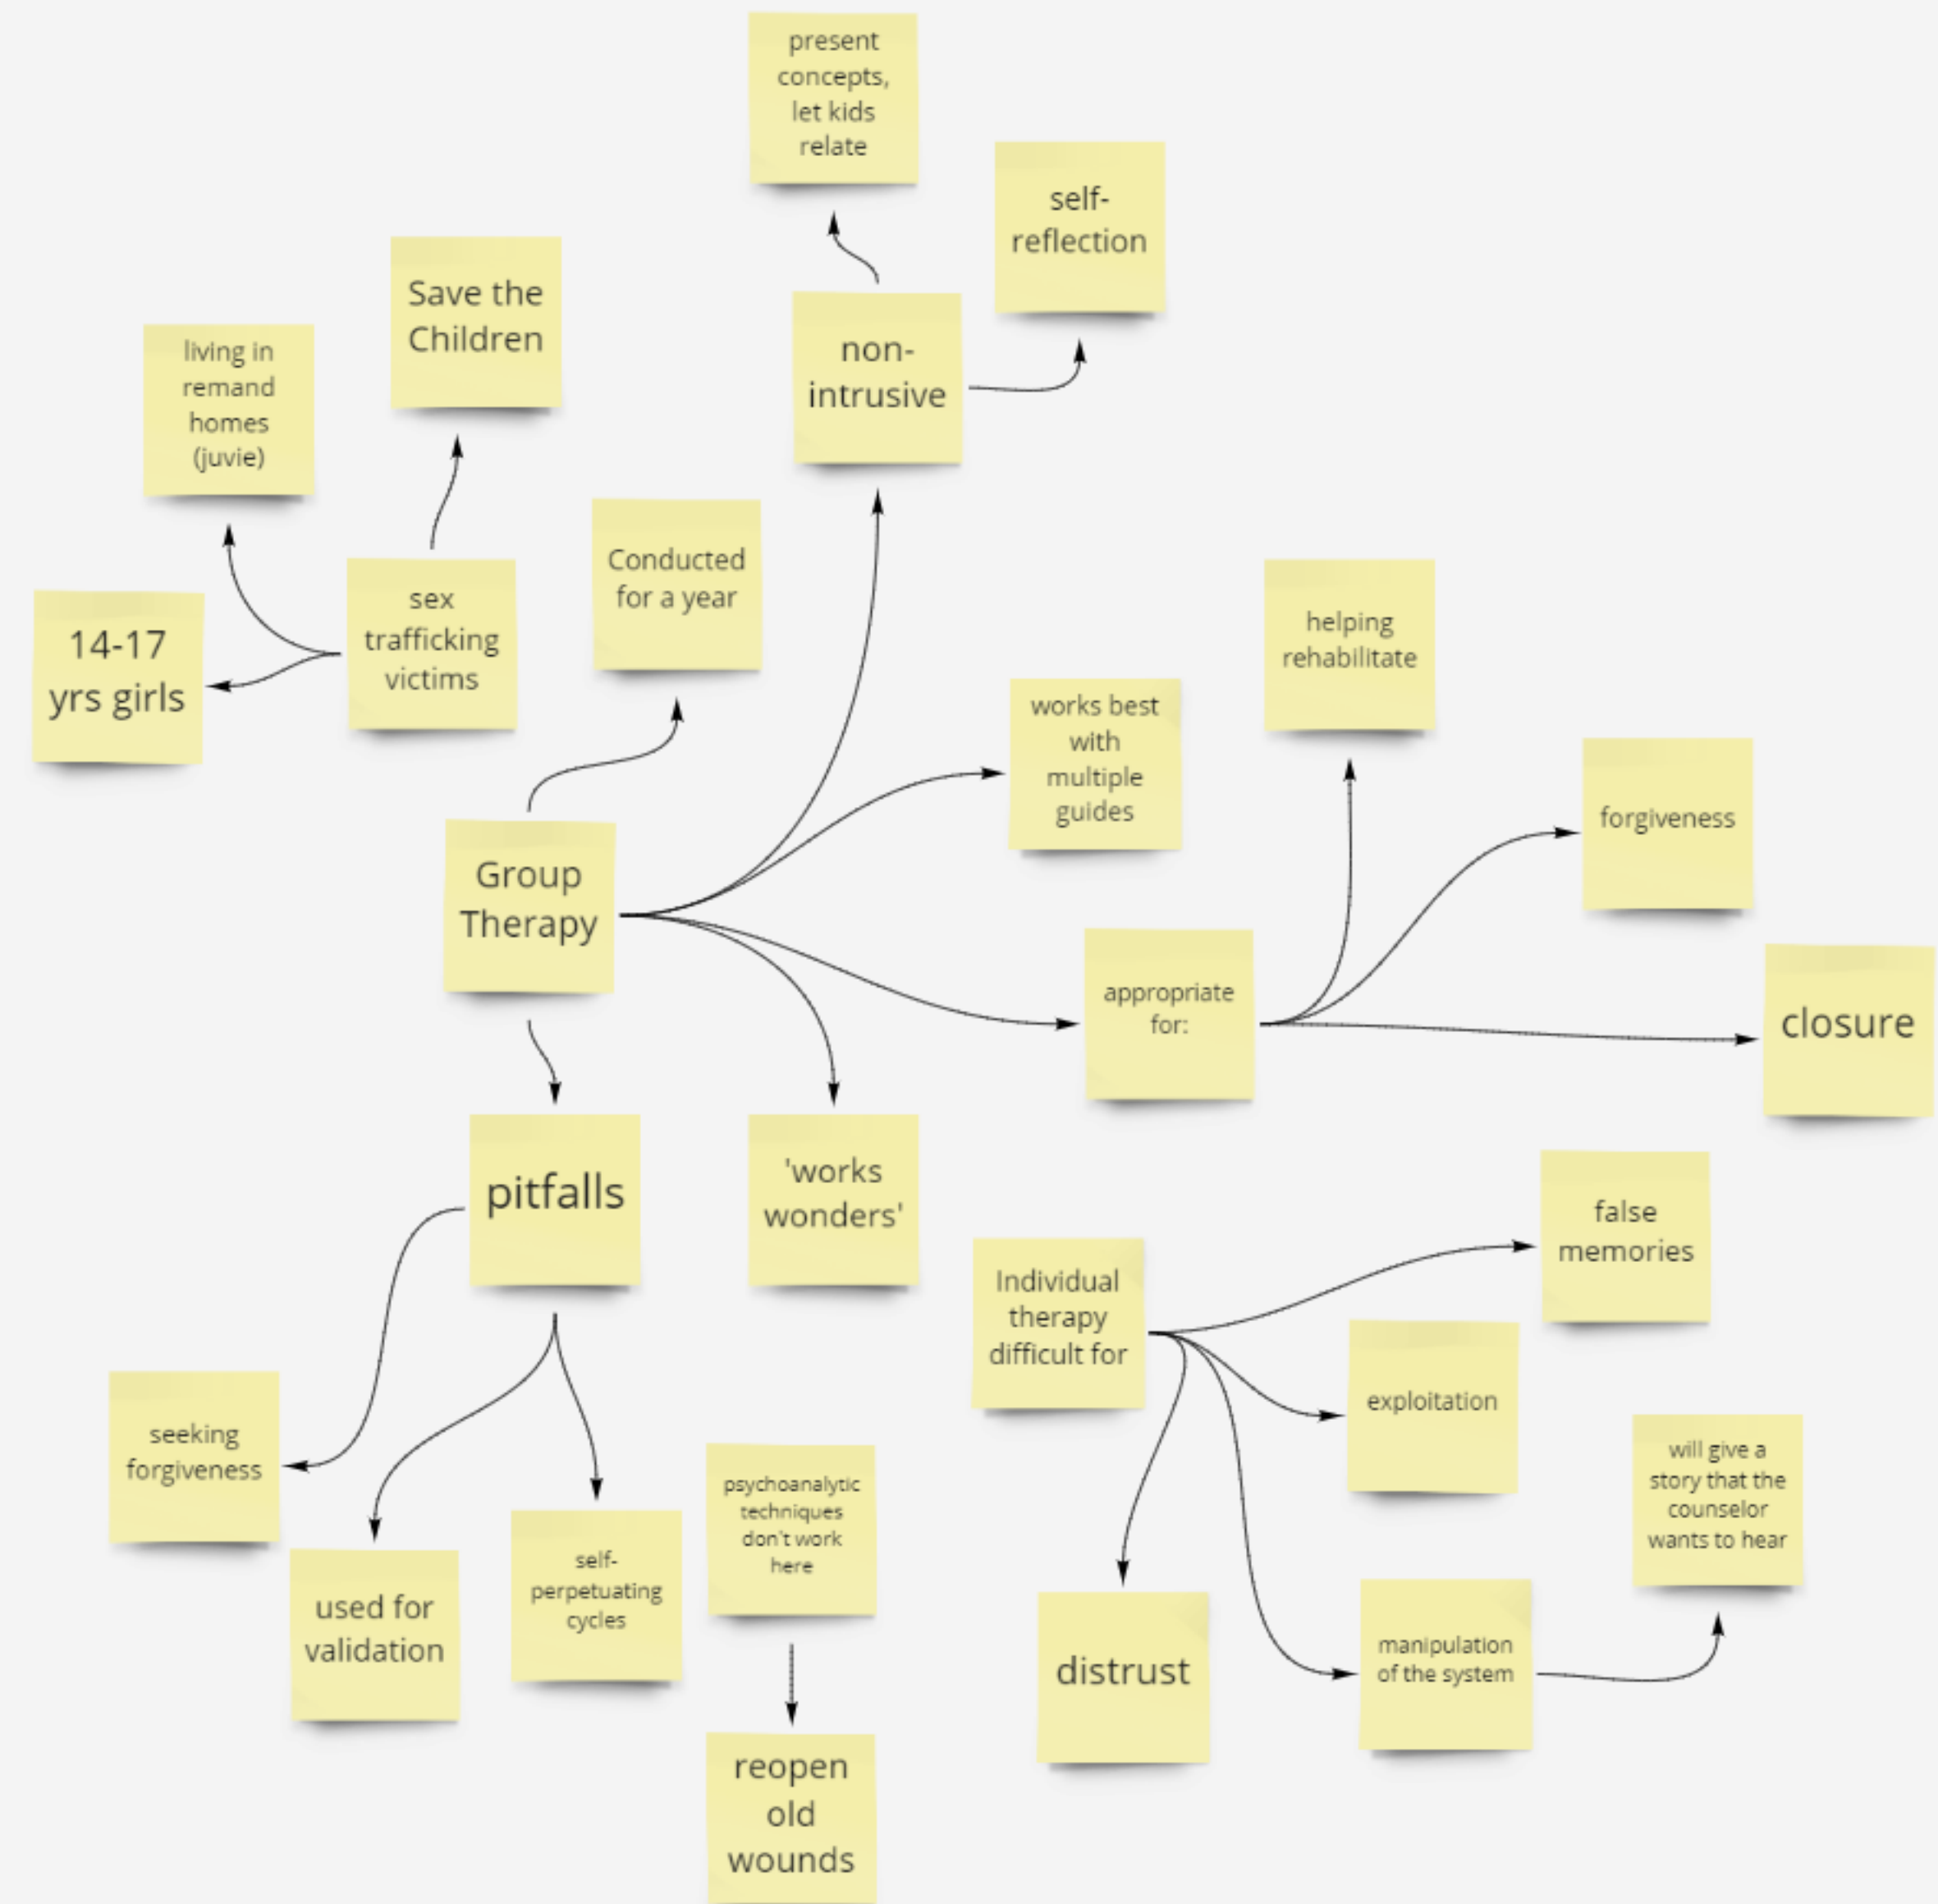 present
concepts,
let kids
relate
self-
reflection
Save the
Children
living in
remand
homes
(juvie)
non-
intrusive
Conducted
for a year
sex
trafficking
victims
14-17
yrs girls
helping
rehabilitate
works best
with
multiple
guides
forgiveness
Group
Therapy
appropriate
for:
closure
pitfalls
'works
wonders'
false
memories
Individual
therapy
difficult for
exploitation
seeking
forgiveness
psychoanalytic
techniques
don't work
here
will give a
story that the
counselor
wants to hear
used for
validation
self-
perpetuating
cycles
distrust
manipulation
of the system
reopen
old
wounds